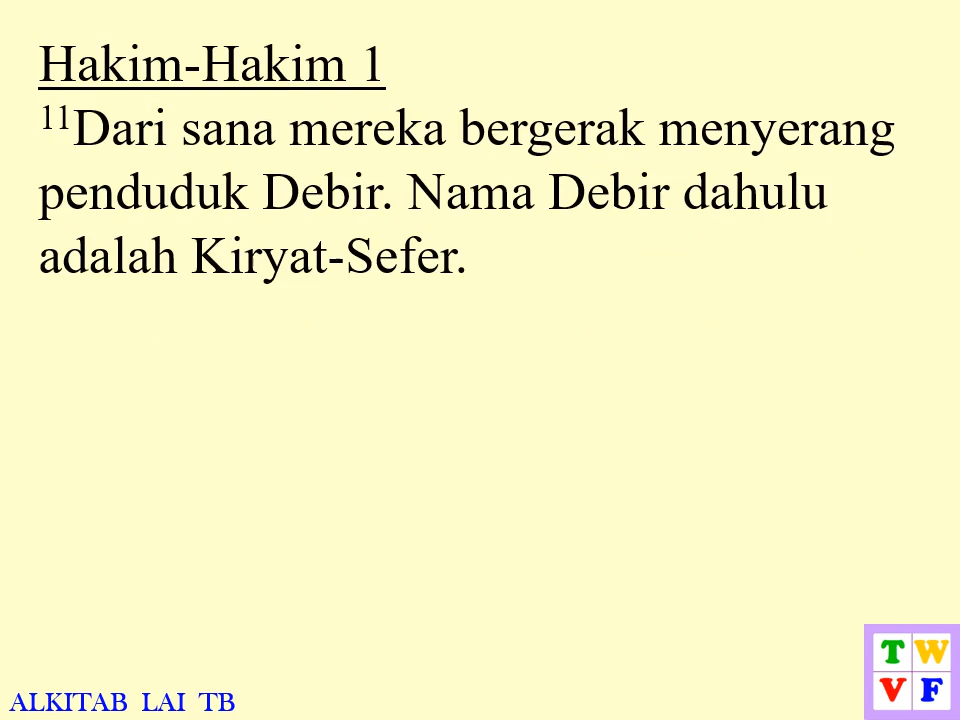 Hakim-Hakim 1
11Dari sana mereka bergerak menyerang
penduduk Debir. Nama Debir dahulu
adalah Kiryat-Sefer.
ALKITAB LAI TB
T W
V F